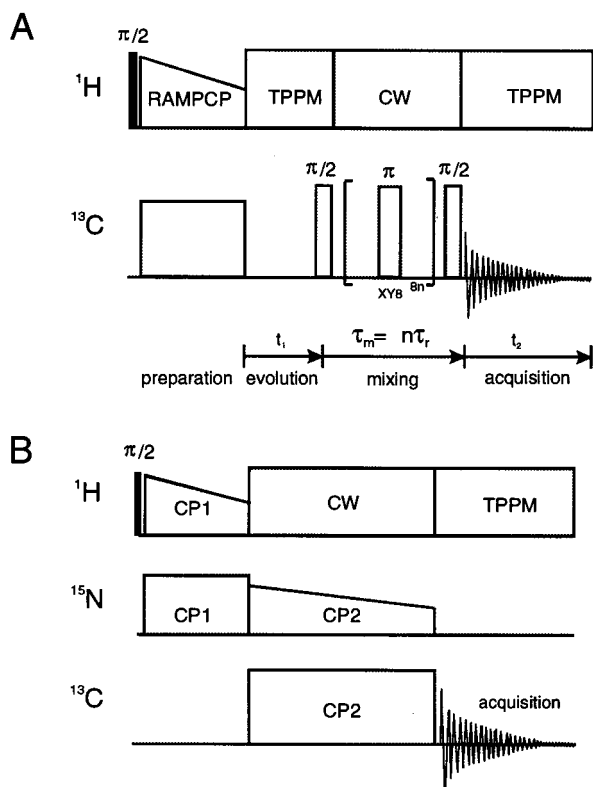 A
π/2
¹H
RAMPCP
TPPM
CW
TPPM
π/2
π
π/2
¹³C
XY8
8n
t₁
τₘ= nτᵣ
t₂
preparation
evolution
mixing
acquisition
B
π/2
¹H
CP1
CW
TPPM
¹⁵N
CP1
CP2
¹³C
CP2
acquisition